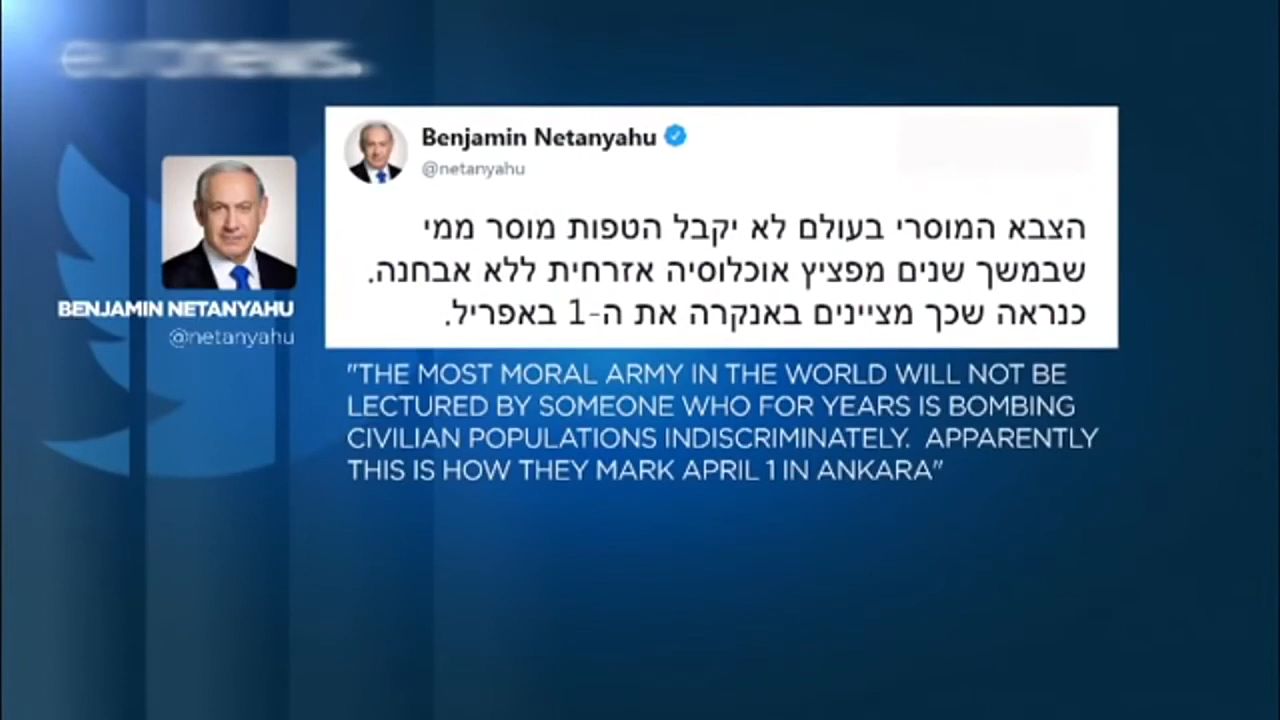 euronews.
Benjamin Netanyahu
@netanyahu
הצבא המוסרי בעולם לא יקבל הטפות מוסר ממי
שבמשך שנים מפציץ אוכלוסיה אזרחית ללא אבחנה.
כנראה שכך מציינים באנקרה את ה-1 באפריל.
BENJAMIN NETANYAHU
@netanyahu
"THE MOST MORAL ARMY IN THE WORLD WILL NOT BE
LECTURED BY SOMEONE WHO FOR YEARS IS BOMBING
CIVILIAN POPULATIONS INDISCRIMINATELY. APPARENTLY
THIS IS HOW THEY MARK APRIL 1 IN ANKARA"